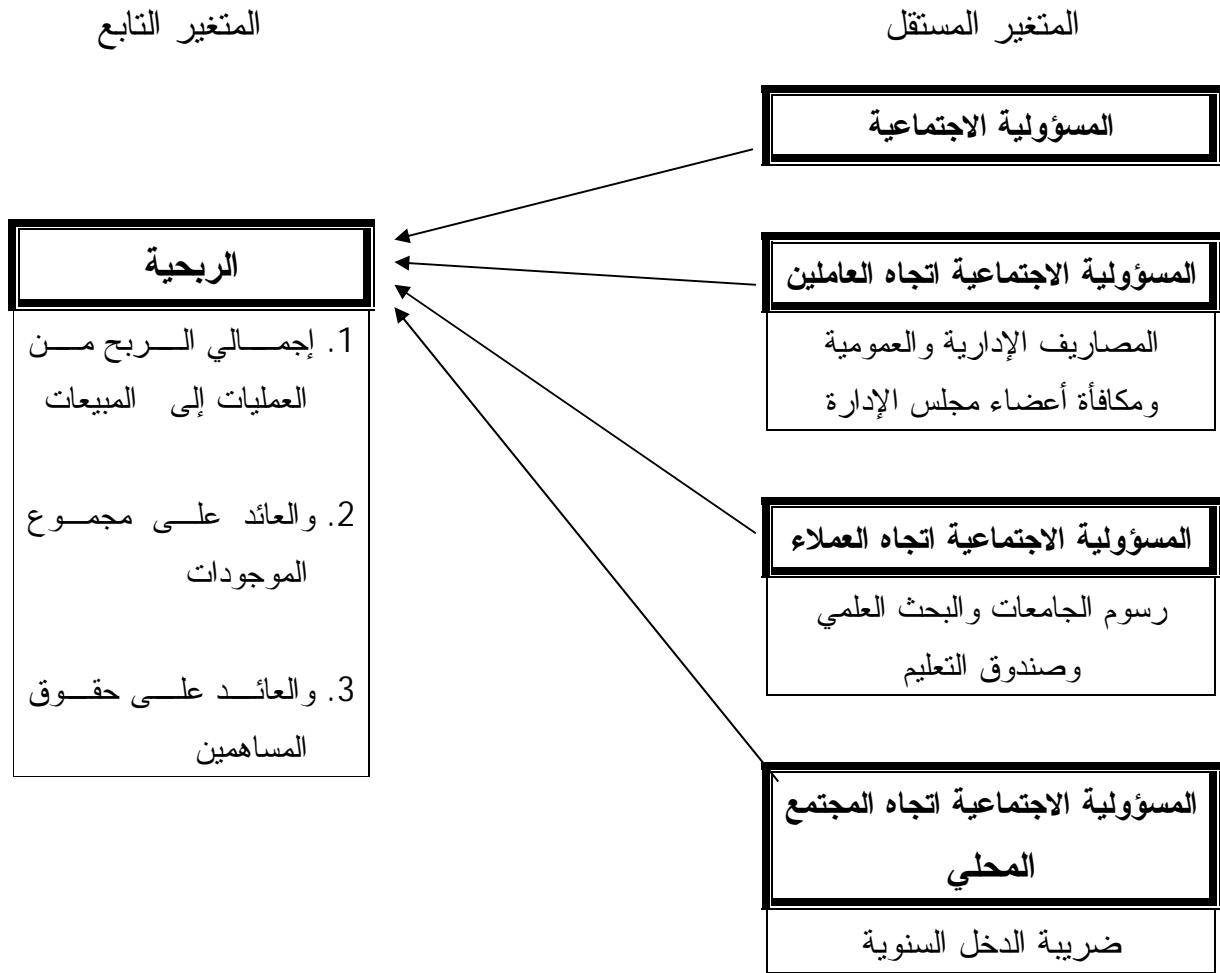 المتغير المستقل
المتغير التابع
المسؤولية الاجتماعية
المسؤولية الاجتماعية اتجاه العاملين
المصاريف الإدارية والعمومية
ومكافأة أعضاء مجلس الإدارة
المسؤولية الاجتماعية اتجاه العملاء
رسوم الجامعات والبحث العلمي
وصندوق التعليم
المسؤولية الاجتماعية اتجاه المجتمع
المحلي
ضريبة الدخل السنوية
الربحية
1. إجمالي الربح من
العمليات إلى المبيعات
2. والعائد على مجموع
الموجودات
3. والعائد على حقوق
المساهمين